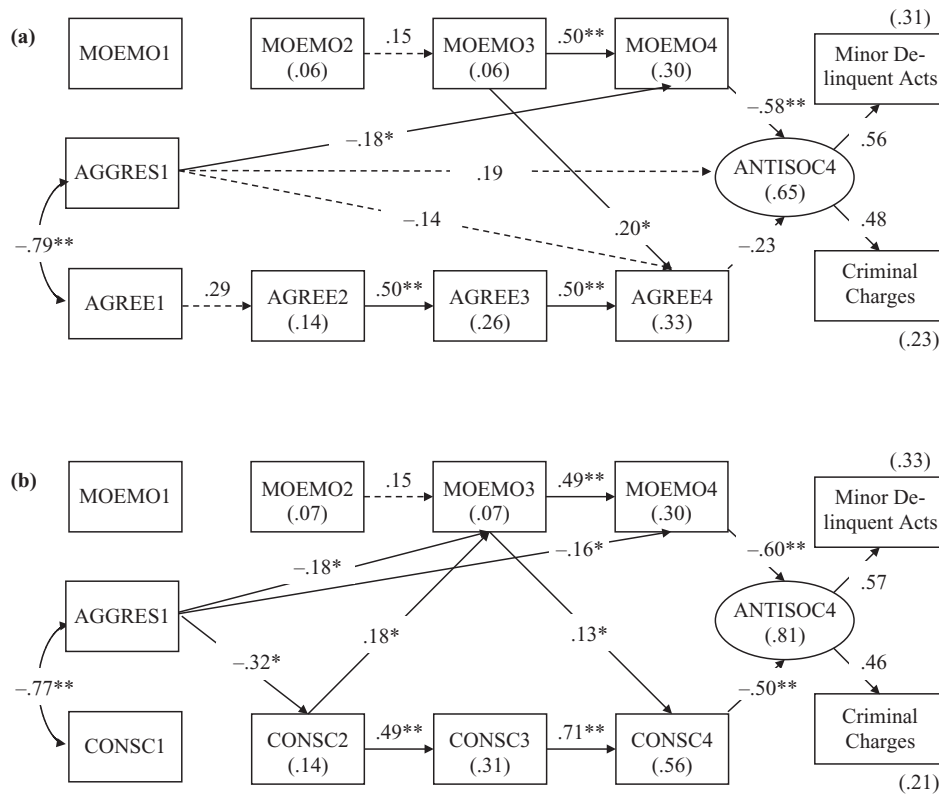 (a)
MOEMO1
MOEMO2
(.06)
.15
MOEMO3
(.06)
.50**
MOEMO4
(.30)
(.31)
Minor De-
linquent Acts
–.58**
.56
–.18*
AGGRES1
.19
ANTISOC4
(.65)
–.14
.20*
–.23
.48
–.79**
AGREE1
.29
AGREE2
(.14)
.50**
AGREE3
(.26)
.50**
AGREE4
(.33)
Criminal
Charges
(.23)
(b)
MOEMO1
MOEMO2
(.07)
.15
MOEMO3
(.07)
.49**
MOEMO4
(.30)
(.33)
Minor De-
linquent Acts
–.60**
.57
–.18*
–.16*
AGGRES1
ANTISOC4
(.81)
–.32*
.18*
.13*
–.50**
.46
–.77**
CONSC1
CONSC2
(.14)
.49**
CONSC3
(.31)
.71**
CONSC4
(.56)
Criminal
Charges
(.21)